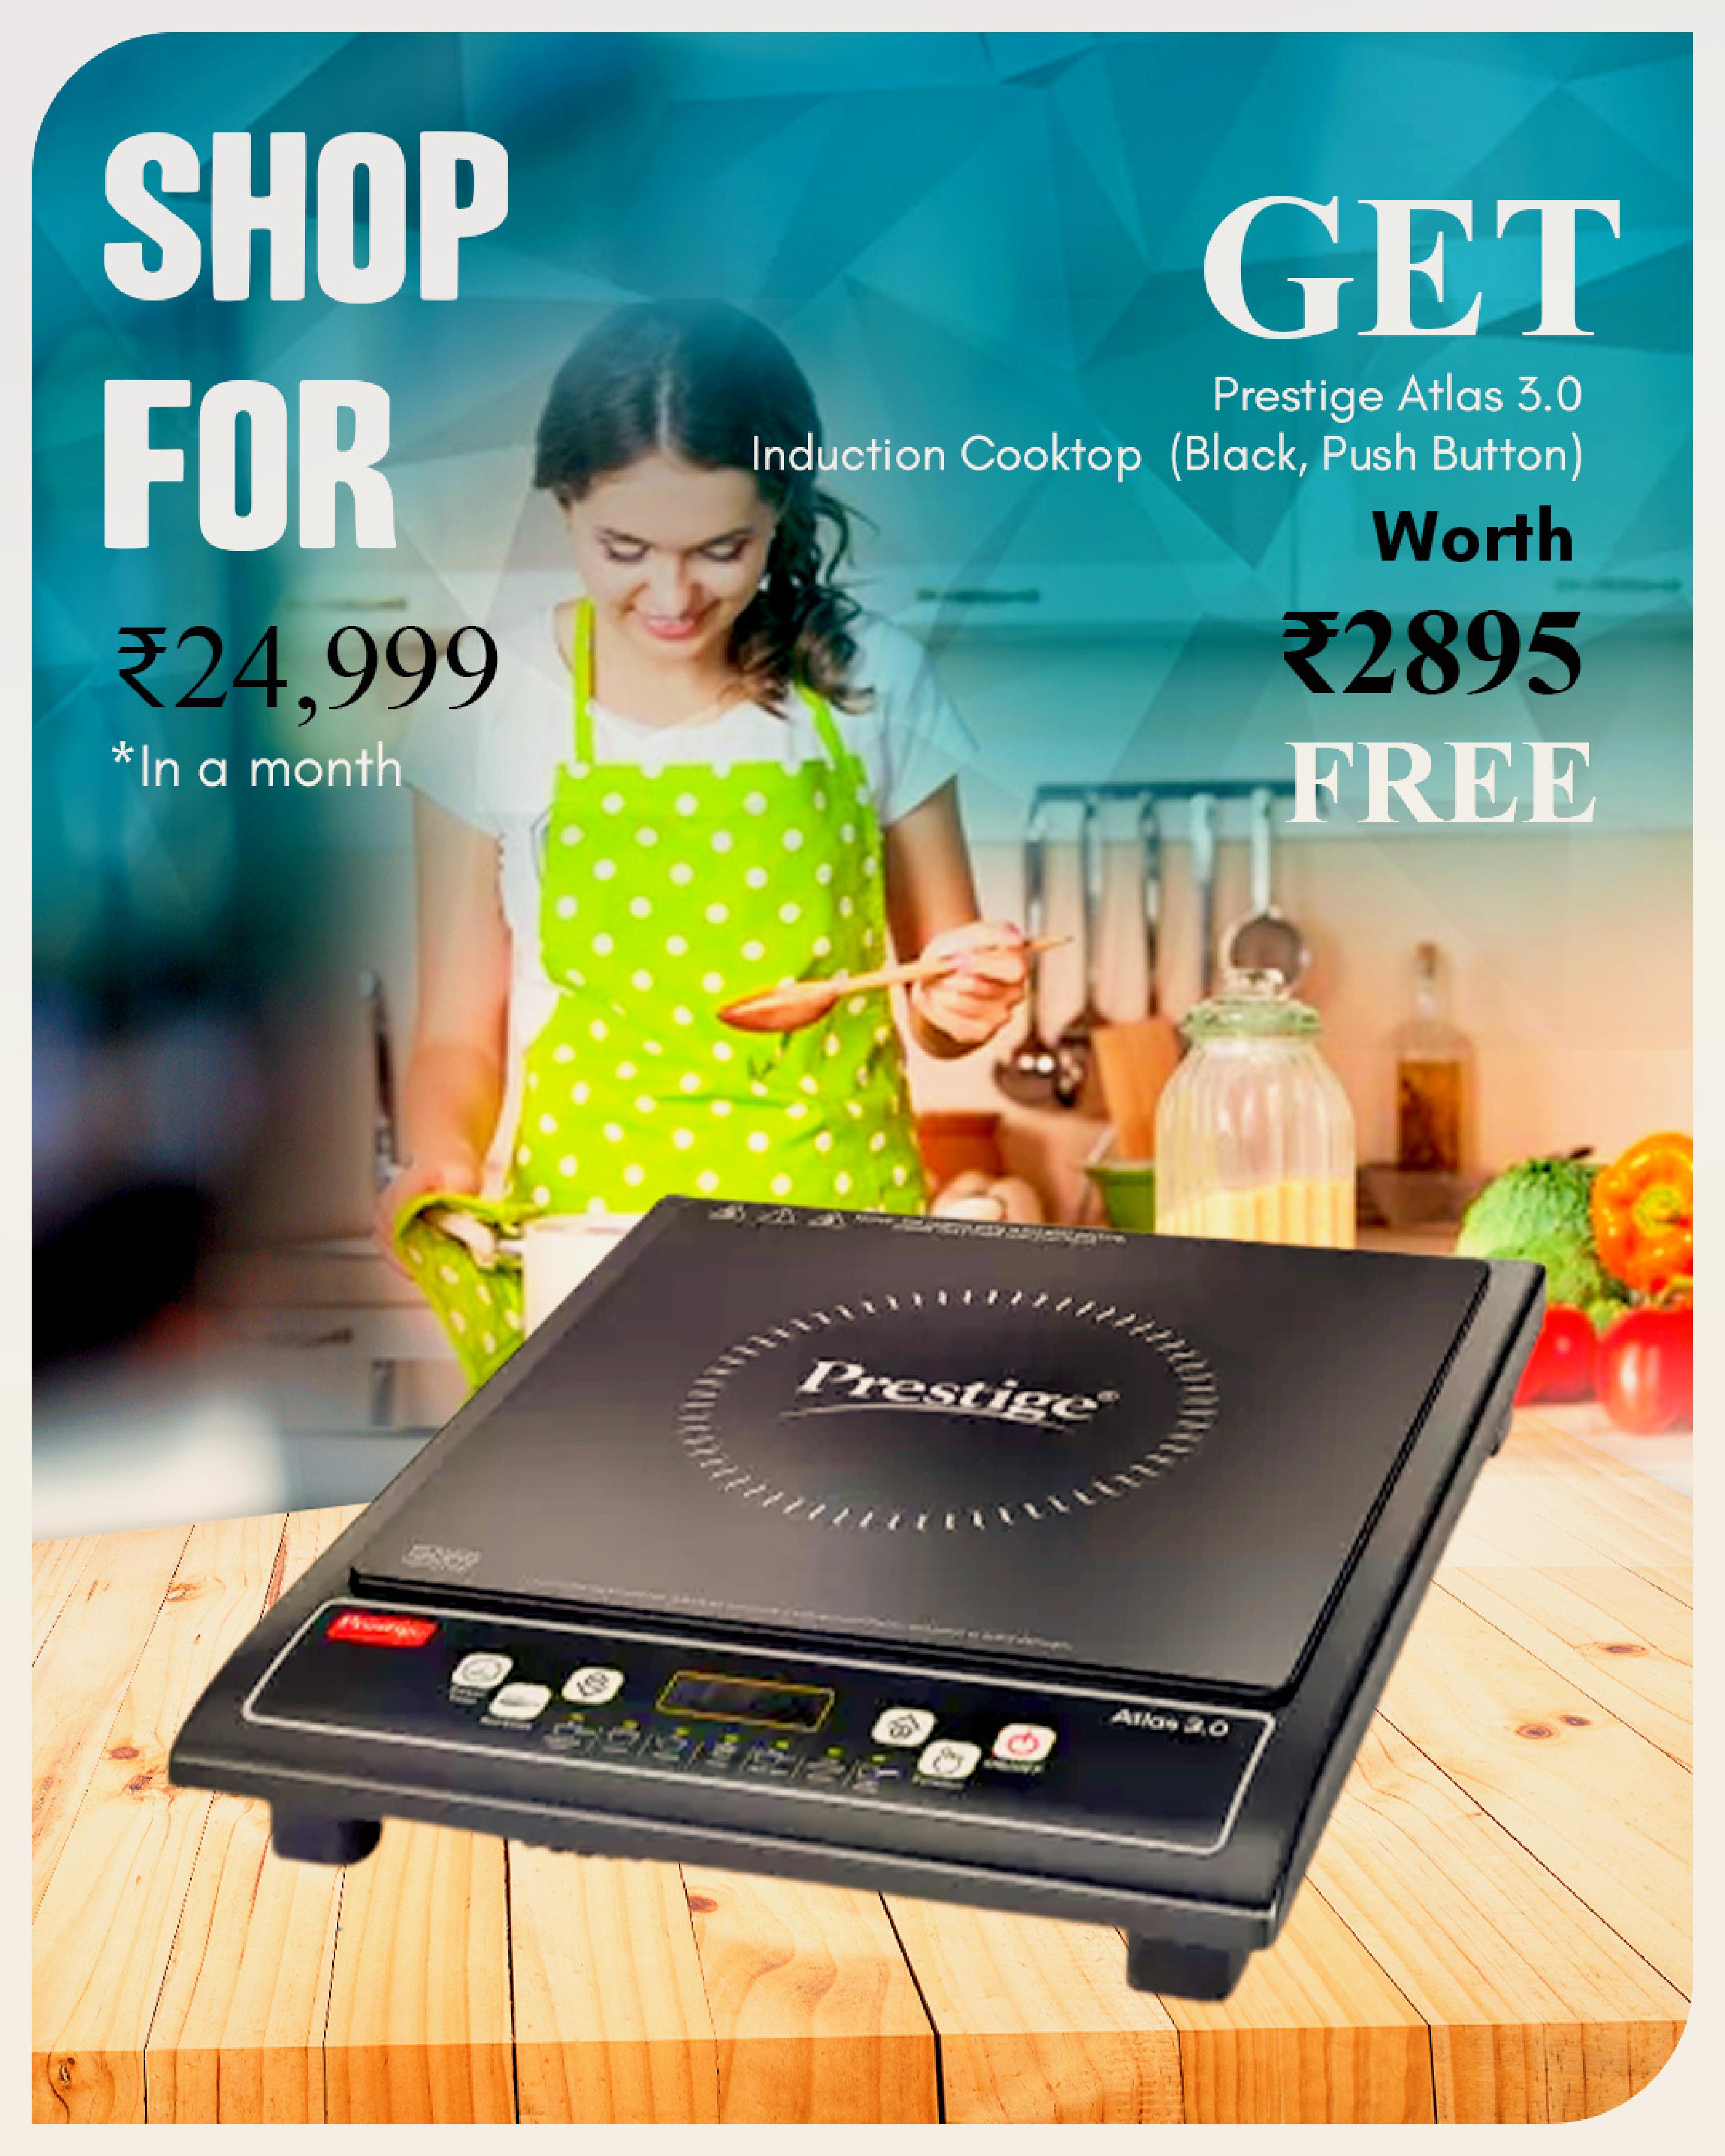 SHOP
FOR
₹24,999
*In a month
GET
Prestige Atlas 3.0
Induction Cooktop (Black, Push Button)
Worth
₹2895
FREE
Prestige®
Prestige
Atlas 3.0